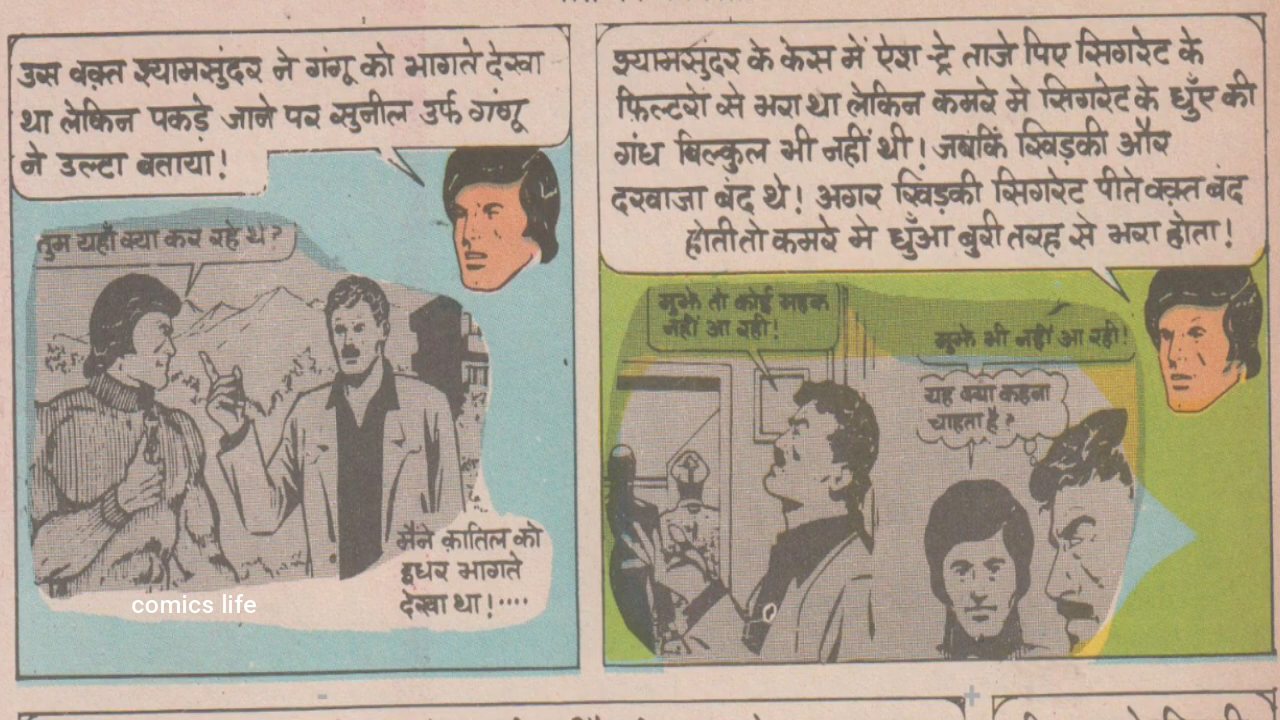 उस वक़्त श्यामसुंदर ने गंगू को भागते देखा
था लेकिन पकड़े जाने पर सुनील उर्फ गंगू
ने उल्टा बताया!
तुम यहाँ क्या कर रहे थे?
मैंने क़ातिल को
इधर भागते
देखा था!....
comics life
श्यामसुंदर के केस में ऐश-ट्रे ताजे पिए सिगरेट के
फ़िल्टरों से भरा था लेकिन कमरे मे सिगरेट के धुँए की
गंध बिल्कुल भी नहीं थी! जबकि खिड़की और
दरवाजा बंद थे! अगर खिड़की सिगरेट पीते वक़्त बंद
होती तो कमरे मे धुँआ बुरी तरह से भरा होता!
मुझे तो कोई महक
नहीं आ रही!
मुझे भी नहीं आ रही!
यह क्या कहना
चाहता है?